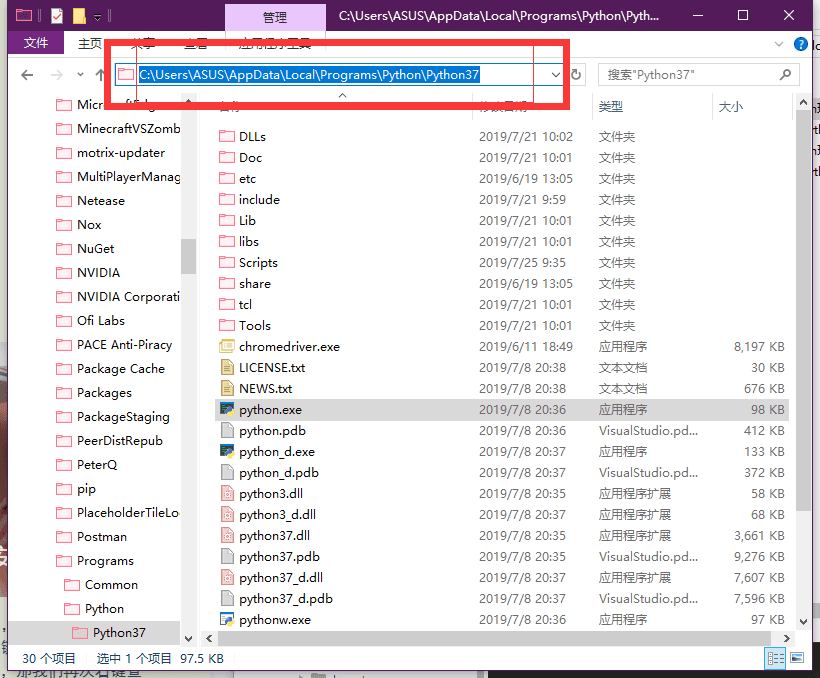 管理
C:\Users\ASUS\AppData\Local\Programs\Python\Pyth...
文件
主页
共享
查看
应用程序工具
C:\Users\ASUS\AppData\Local\Programs\Python\Python37
搜索"Python37"
修改日期
类型
大小
MinecraftVSZomb
motrix-updater
MultiPlayerManag
Netease
Nox
NuGet
NVIDIA
NVIDIA Corporati
Ofi Labs
PACE Anti-Piracy
Package Cache
Packages
PackageStaging
PeerDistRepub
PeterQ
pip
PlaceholderTileLo
Postman
Programs
Common
Python
Python37
DLLs 2019/7/21 10:02 文件夹
Doc 2019/7/21 10:01 文件夹
etc 2019/6/19 13:05 文件夹
include 2019/7/21 9:59 文件夹
Lib 2019/7/21 10:01 文件夹
libs 2019/7/21 10:01 文件夹
Scripts 2019/7/25 9:35 文件夹
share 2019/6/19 13:05 文件夹
tcl 2019/7/21 10:01 文件夹
Tools 2019/7/21 10:01 文件夹
chromedriver.exe 2019/6/11 18:49 应用程序 8,197 KB
LICENSE.txt 2019/7/8 20:38 文本文档 30 KB
NEWS.txt 2019/7/8 20:38 文本文档 676 KB
python.exe 2019/7/8 20:36 应用程序 98 KB
python.pdb 2019/7/8 20:36 VisualStudio.pd... 412 KB
python_d.exe 2019/7/8 20:37 应用程序 133 KB
python_d.pdb 2019/7/8 20:37 VisualStudio.pd... 372 KB
python3.dll 2019/7/8 20:35 应用程序扩展 58 KB
python3_d.dll 2019/7/8 20:37 应用程序扩展 68 KB
python37.dll 2019/7/8 20:35 应用程序扩展 3,661 KB
python37.pdb 2019/7/8 20:35 VisualStudio.pd... 9,276 KB
python37_d.dll 2019/7/8 20:37 应用程序扩展 7,607 KB
python37_d.pdb 2019/7/8 20:37 VisualStudio.pd... 7,596 KB
pythonw.exe 2019/7/8 20:36 应用程序 97 KB
30 个项目 选中 1 个项目 97.5 KB